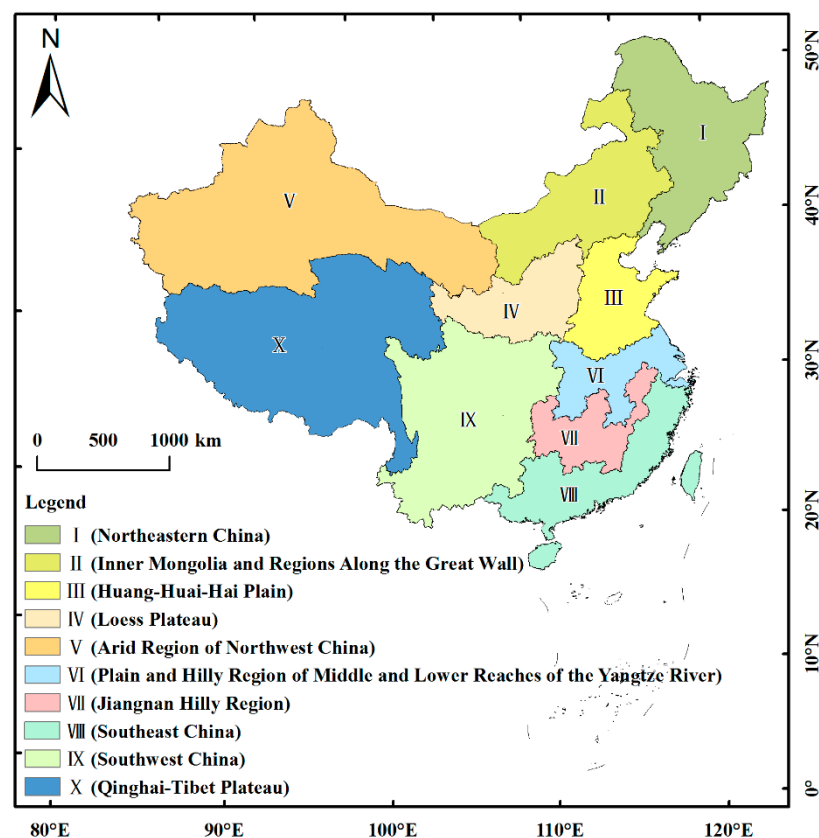 N
50°N
I
II
40°N
V
III
IV
X
30°N
VI
IX
VII
0 500 1000 km
VIII
20°N
Legend
I (Northeastern China)
II (Inner Mongolia and Regions Along the Great Wall)
III (Huang-Huai-Hai Plain)
IV (Loess Plateau)
V (Arid Region of Northwest China)
10°N
VI (Plain and Hilly Region of Middle and Lower Reaches of the Yangtze River)
VII (Jiangnan Hilly Region)
VIII (Southeast China)
IX (Southwest China)
X (Qinghai-Tibet Plateau)
0°
80°E 90°E 100°E 110°E 120°E